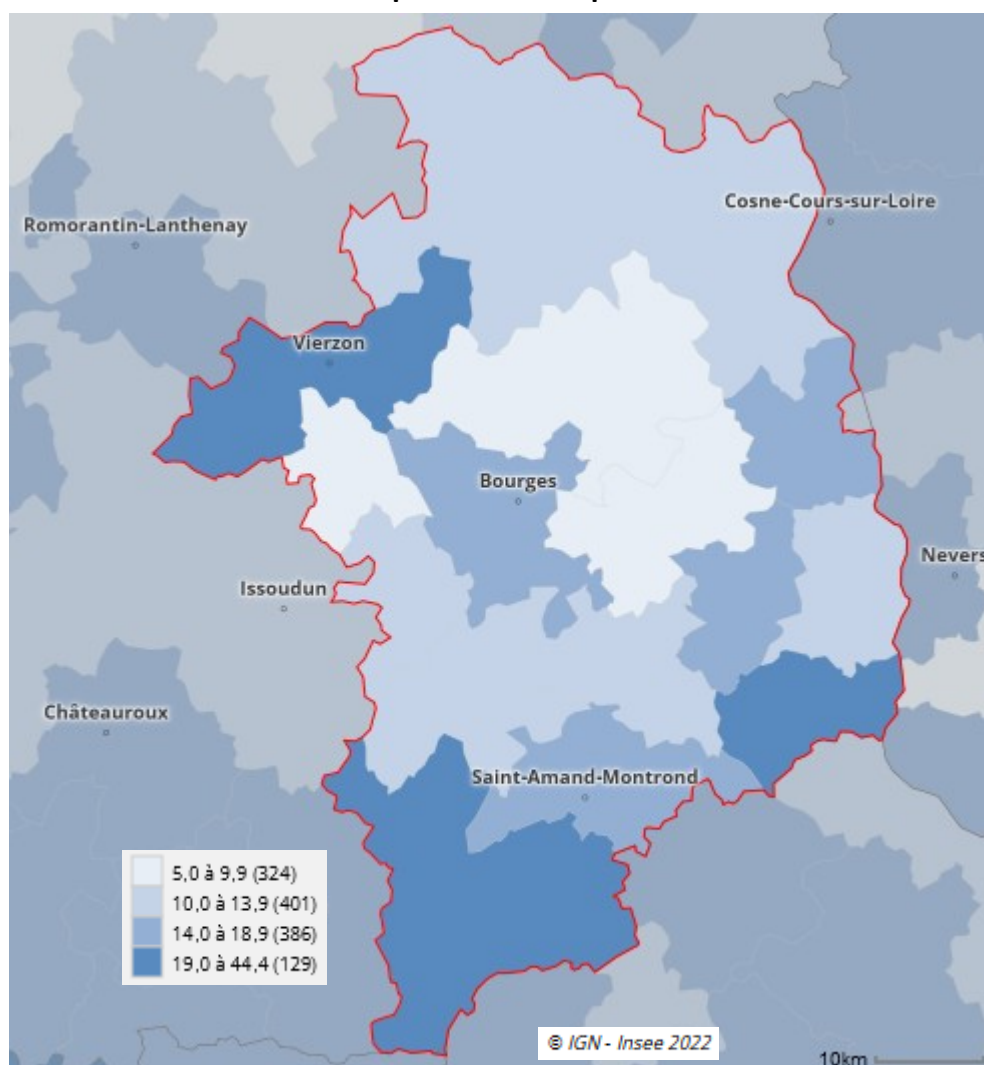 Romorantin-Lanthenay
Cosne-Cours-sur-Loire
Vierzon
Bourges
Nevers
Issoudun
Châteauroux
Saint-Amand-Montrond
5,0 à 9,9 (324)
10,0 à 13,9 (401)
14,0 à 18,9 (386)
19,0 à 44,4 (129)
© IGN - Insee 2022
10km